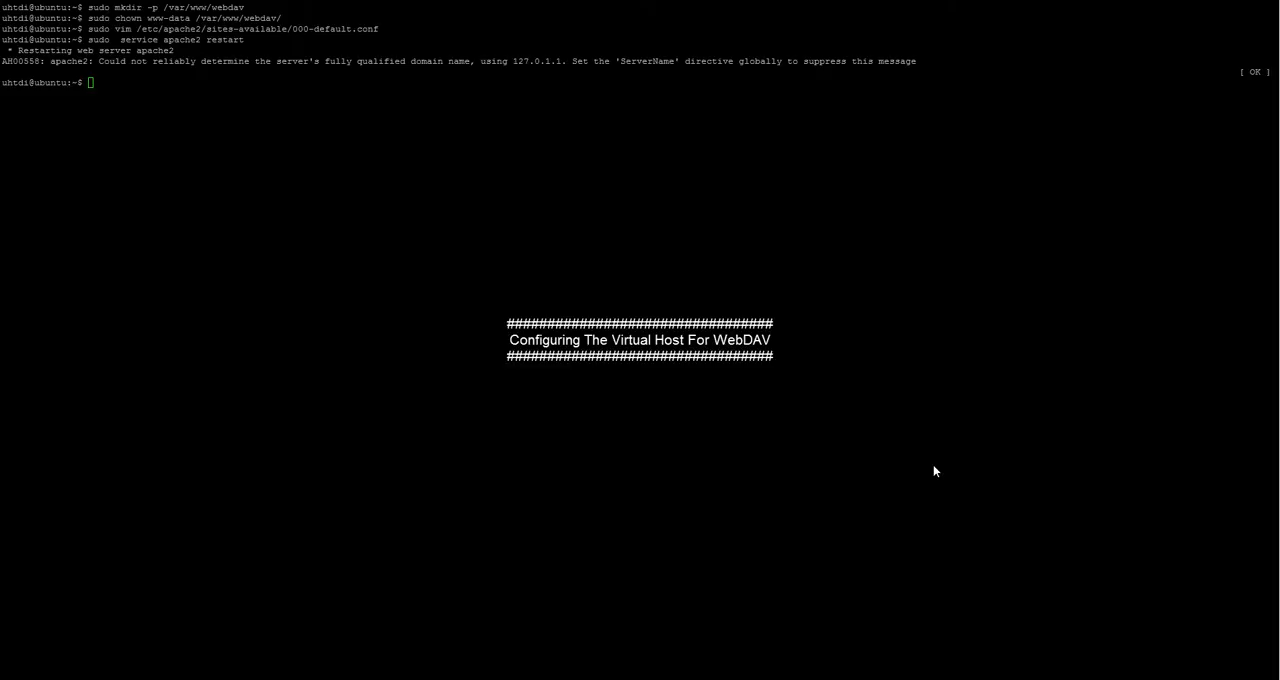 uhtdi@ubuntu:~$ sudo mkdir -p /var/www/webdav
uhtdi@ubuntu:~$ sudo chown www-data /var/www/webdav/
uhtdi@ubuntu:~$ sudo vim /etc/apache2/sites-available/000-default.conf
uhtdi@ubuntu:~$ sudo  service apache2 restart
 * Restarting web server apache2
AH00558: apache2: Could not reliably determine the server's fully qualified domain name, using 127.0.1.1. Set the 'ServerName' directive globally to suppress this message
[ OK ]
uhtdi@ubuntu:~$
#################################
Configuring The Virtual Host For WebDAV
#################################